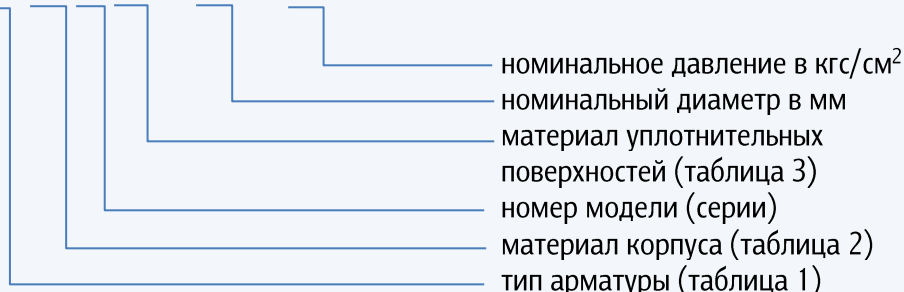 номинальное давление в кгс/см²
номинальный диаметр в мм
материал уплотнительных
поверхностей (таблица 3)
номер модели (серии)
материал корпуса (таблица 2)
тип арматуры (таблица 1)